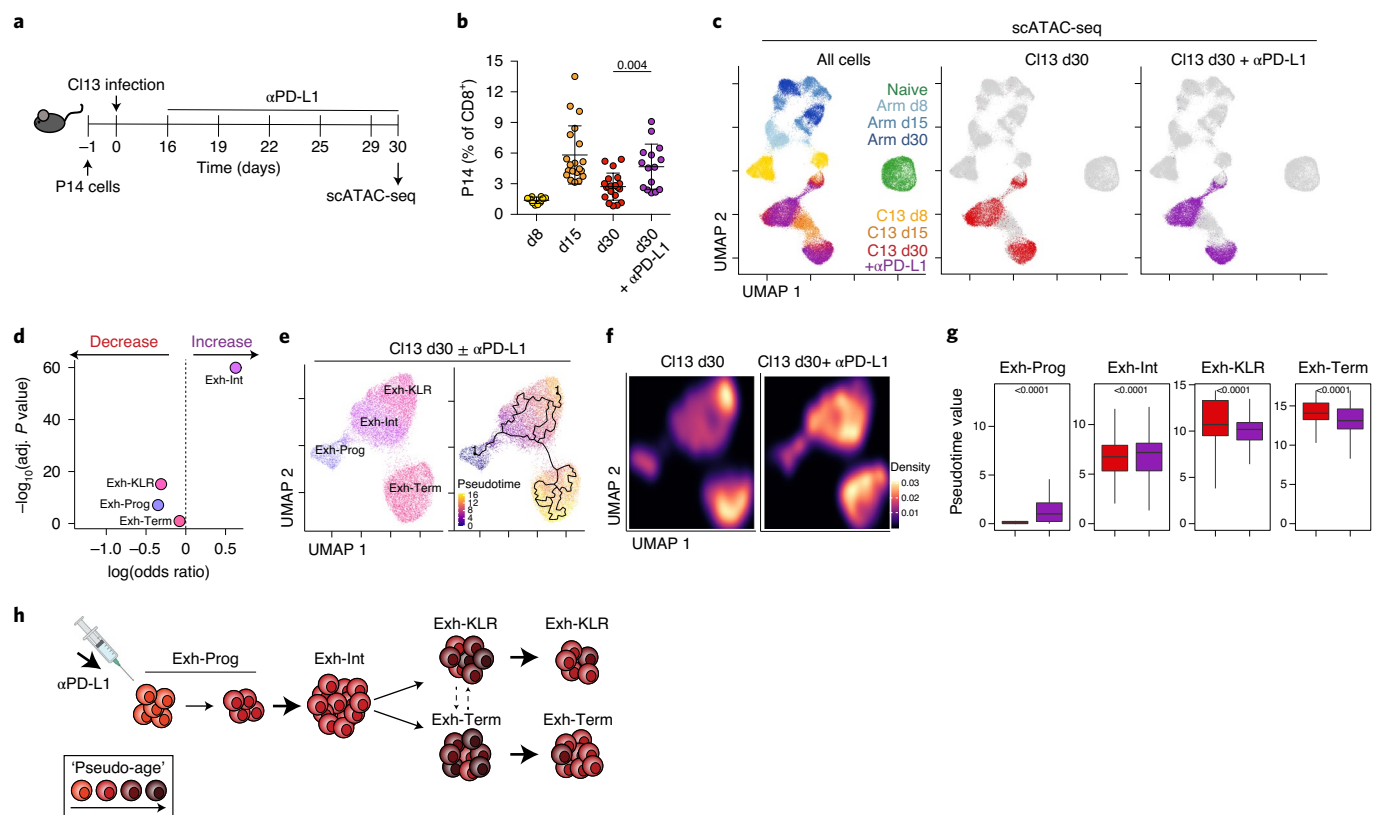 a
Cl13 infection
αPD-L1
−1 0 16 19 22 25 29 30
Time (days)
P14 cells
scATAC-seq
b
P14 (% of CD8+)
15
12
9
6
3
0
0.004
d8
d15
d30
d30
+ αPD-L1
c
scATAC-seq
All cells
Cl13 d30
Cl13 d30 + αPD-L1
Naive
Arm d8
Arm d15
Arm d30
C13 d8
C13 d15
C13 d30
+αPD-L1
UMAP 2
UMAP 1
d
Decrease
Increase
−log10(adj. P value)
60
40
20
0
Exh-Int
Exh-KLR
Exh-Prog
Exh-Term
−1.0 −0.5 0 0.5
log(odds ratio)
e
Cl13 d30 ± αPD-L1
Exh-KLR
Exh-Int
Exh-Prog
Exh-Term
1
Pseudotime
16
12
8
4
0
UMAP 2
UMAP 1
f
Cl13 d30
Cl13 d30+ αPD-L1
Density
0.03
0.02
0.01
UMAP 2
UMAP 1
g
Exh-Prog
Exh-Int
Exh-KLR
Exh-Term
Pseudotime value
<0.0001
10
5
0
<0.0001
10
5
0
<0.0001
15
10
5
0
<0.0001
15
10
5
0
h
αPD-L1
Exh-Prog
Exh-Int
Exh-KLR
Exh-KLR
Exh-Term
Exh-Term
'Pseudo-age'